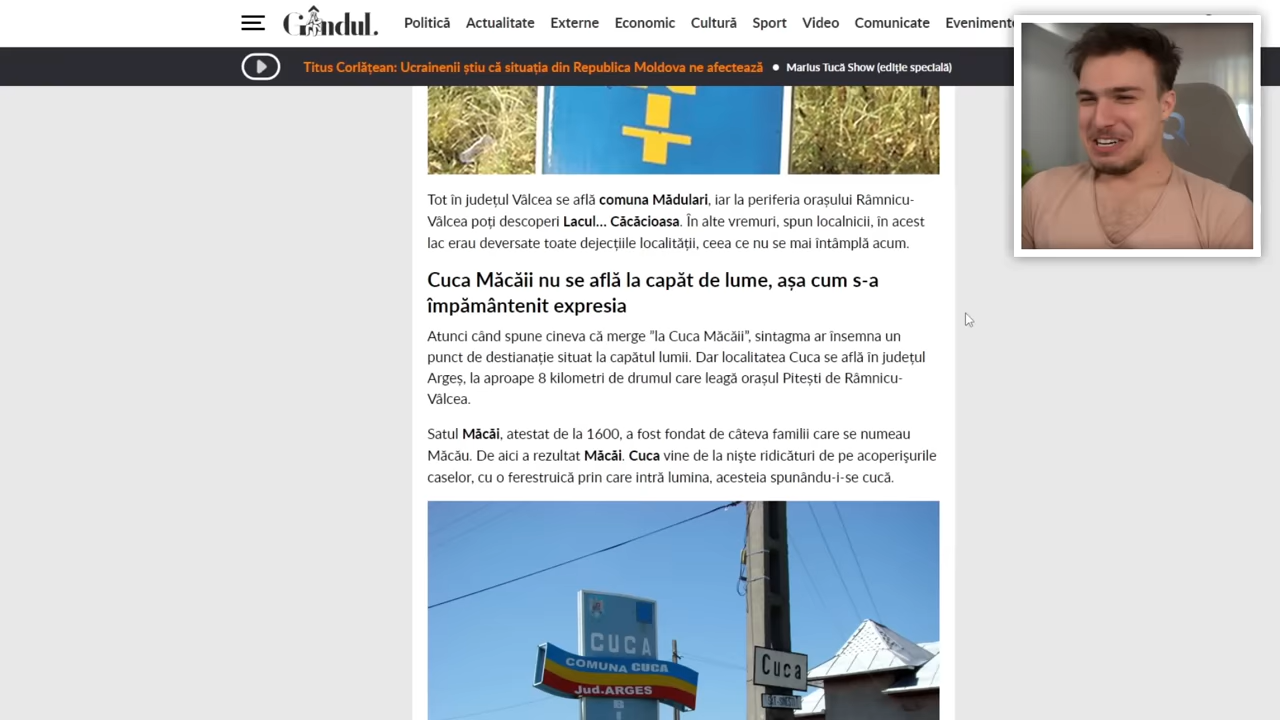 Gândul.
Politică Actualitate Externe Economic Cultură Sport Video Comunicate Evenimente
Titus Corlățean: Ucrainenii știu că situația din Republica Moldova ne afectează • Marius Tucă Show (ediție specială)
Tot în județul Vâlcea se află comuna Mădulari, iar la periferia orașului Râmnicu-
Vâlcea poți descoperi Lacul... Căcăcioasa. În alte vremuri, spun localnicii, în acest
lac erau deversate toate dejecțiile localității, ceea ce nu se mai întâmplă acum.
Cuca Măcăii nu se află la capăt de lume, așa cum s-a
împământenit expresia
Atunci când spune cineva că merge ”la Cuca Măcăii”, sintagma ar însemna un
punct de destianație situat la capătul lumii. Dar localitatea Cuca se află în județul
Argeș, la aproape 8 kilometri de drumul care leagă orașul Pitești de Râmnicu-
Vâlcea.
Satul Măcăi, atestat de la 1600, a fost fondat de câteva familii care se numeau
Măcău. De aici a rezultat Măcăi. Cuca vine de la niște ridicături de pe acoperișurile
caselor, cu o ferestruică prin care intră lumina, acesteia spunându-i-se cucă.
CUCA
COMUNA CUCA
Jud.ARGES
Cuca